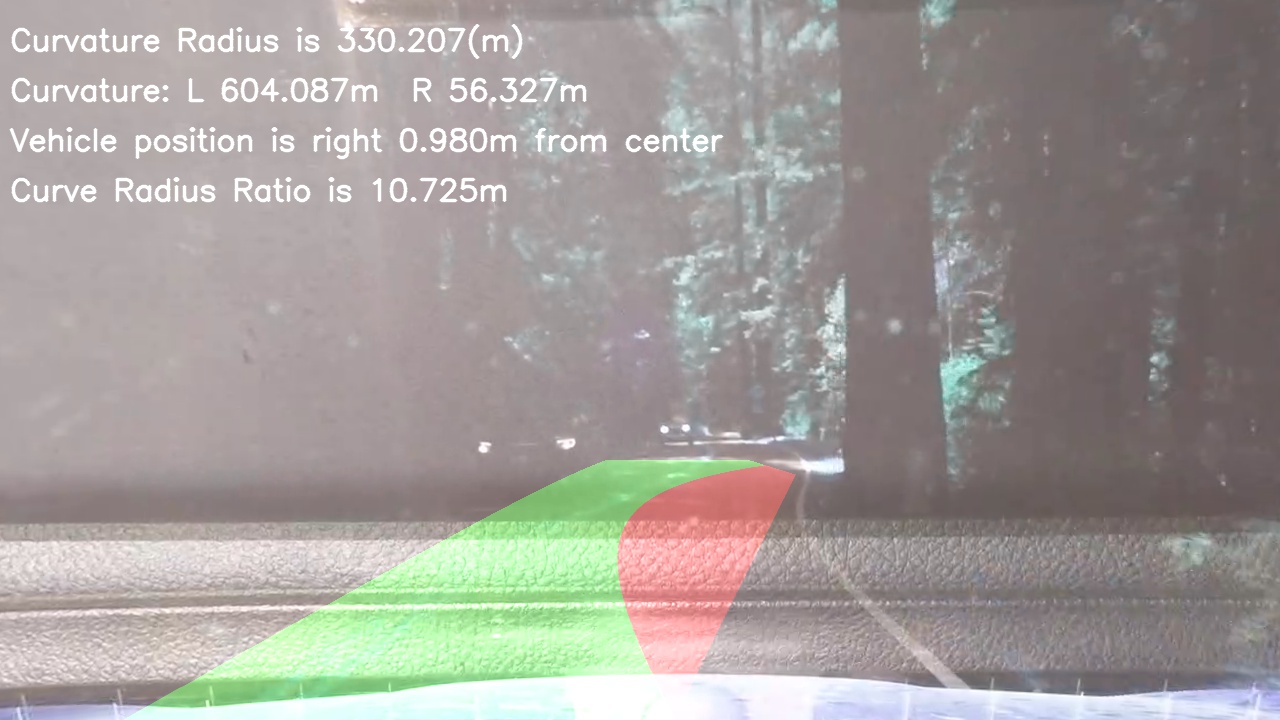 Curvature Radius is 330.207(m)
Curvature: L 604.087m R 56.327m
Vehicle position is right 0.980m from center
Curve Radius Ratio is 10.725m